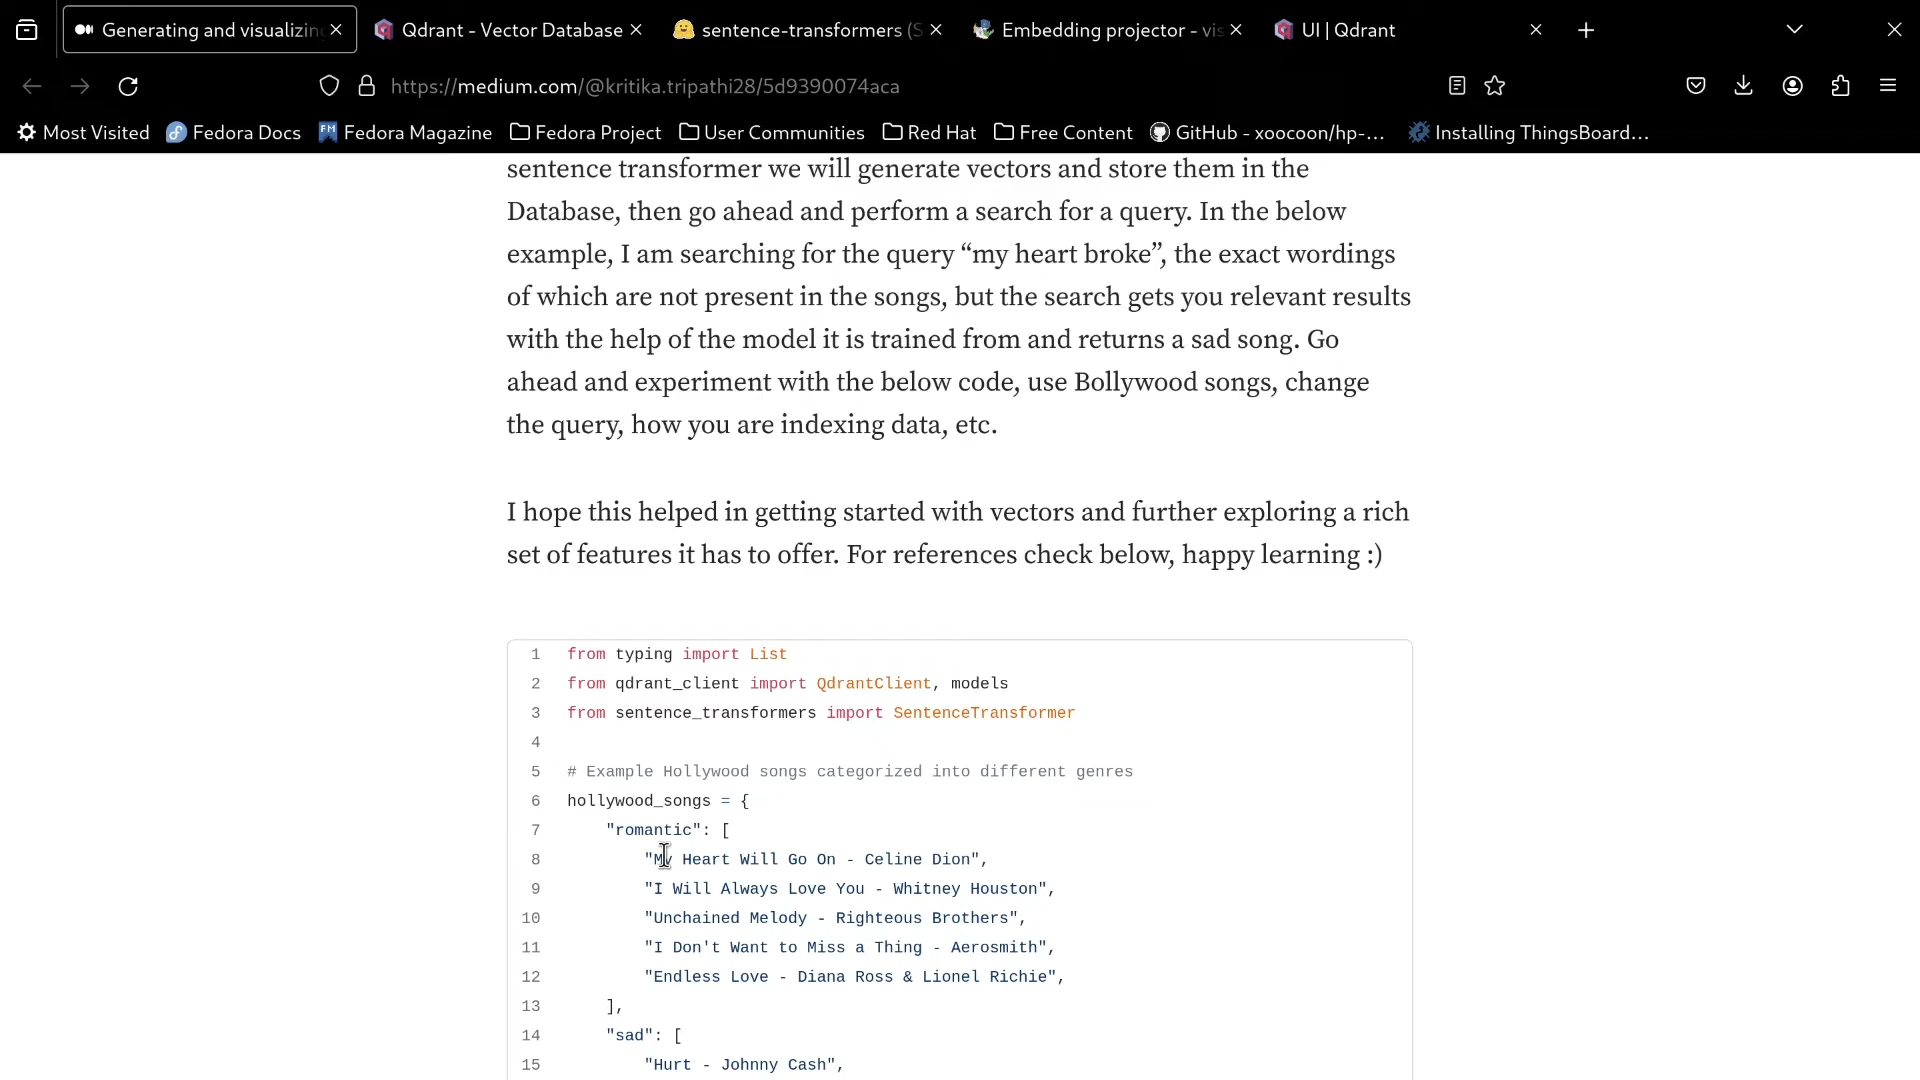 Generating and visualizin
Qdrant - Vector Database
sentence-transformers (S
Embedding projector - vis
UI | Qdrant
https://medium.com/@kritika.tripathi28/5d9390074aca
Most Visited
Fedora Docs
Fedora Magazine
Fedora Project
User Communities
Red Hat
Free Content
GitHub - xoocoon/hp-...
Installing ThingsBoard...
sentence transformer we will generate vectors and store them in the
Database, then go ahead and perform a search for a query. In the below
example, I am searching for the query “my heart broke”, the exact wordings
of which are not present in the songs, but the search gets you relevant results
with the help of the model it is trained from and returns a sad song. Go
ahead and experiment with the below code, use Bollywood songs, change
the query, how you are indexing data, etc.
I hope this helped in getting started with vectors and further exploring a rich
set of features it has to offer. For references check below, happy learning :)
1 from typing import List
2 from qdrant_client import QdrantClient, models
3 from sentence_transformers import SentenceTransformer
4
5 # Example Hollywood songs categorized into different genres
6 hollywood_songs = {
7 "romantic": [
8 "My Heart Will Go On - Celine Dion",
9 "I Will Always Love You - Whitney Houston",
10 "Unchained Melody - Righteous Brothers",
11 "I Don't Want to Miss a Thing - Aerosmith",
12 "Endless Love - Diana Ross & Lionel Richie",
13 ],
14 "sad": [
15 "Hurt - Johnny Cash",